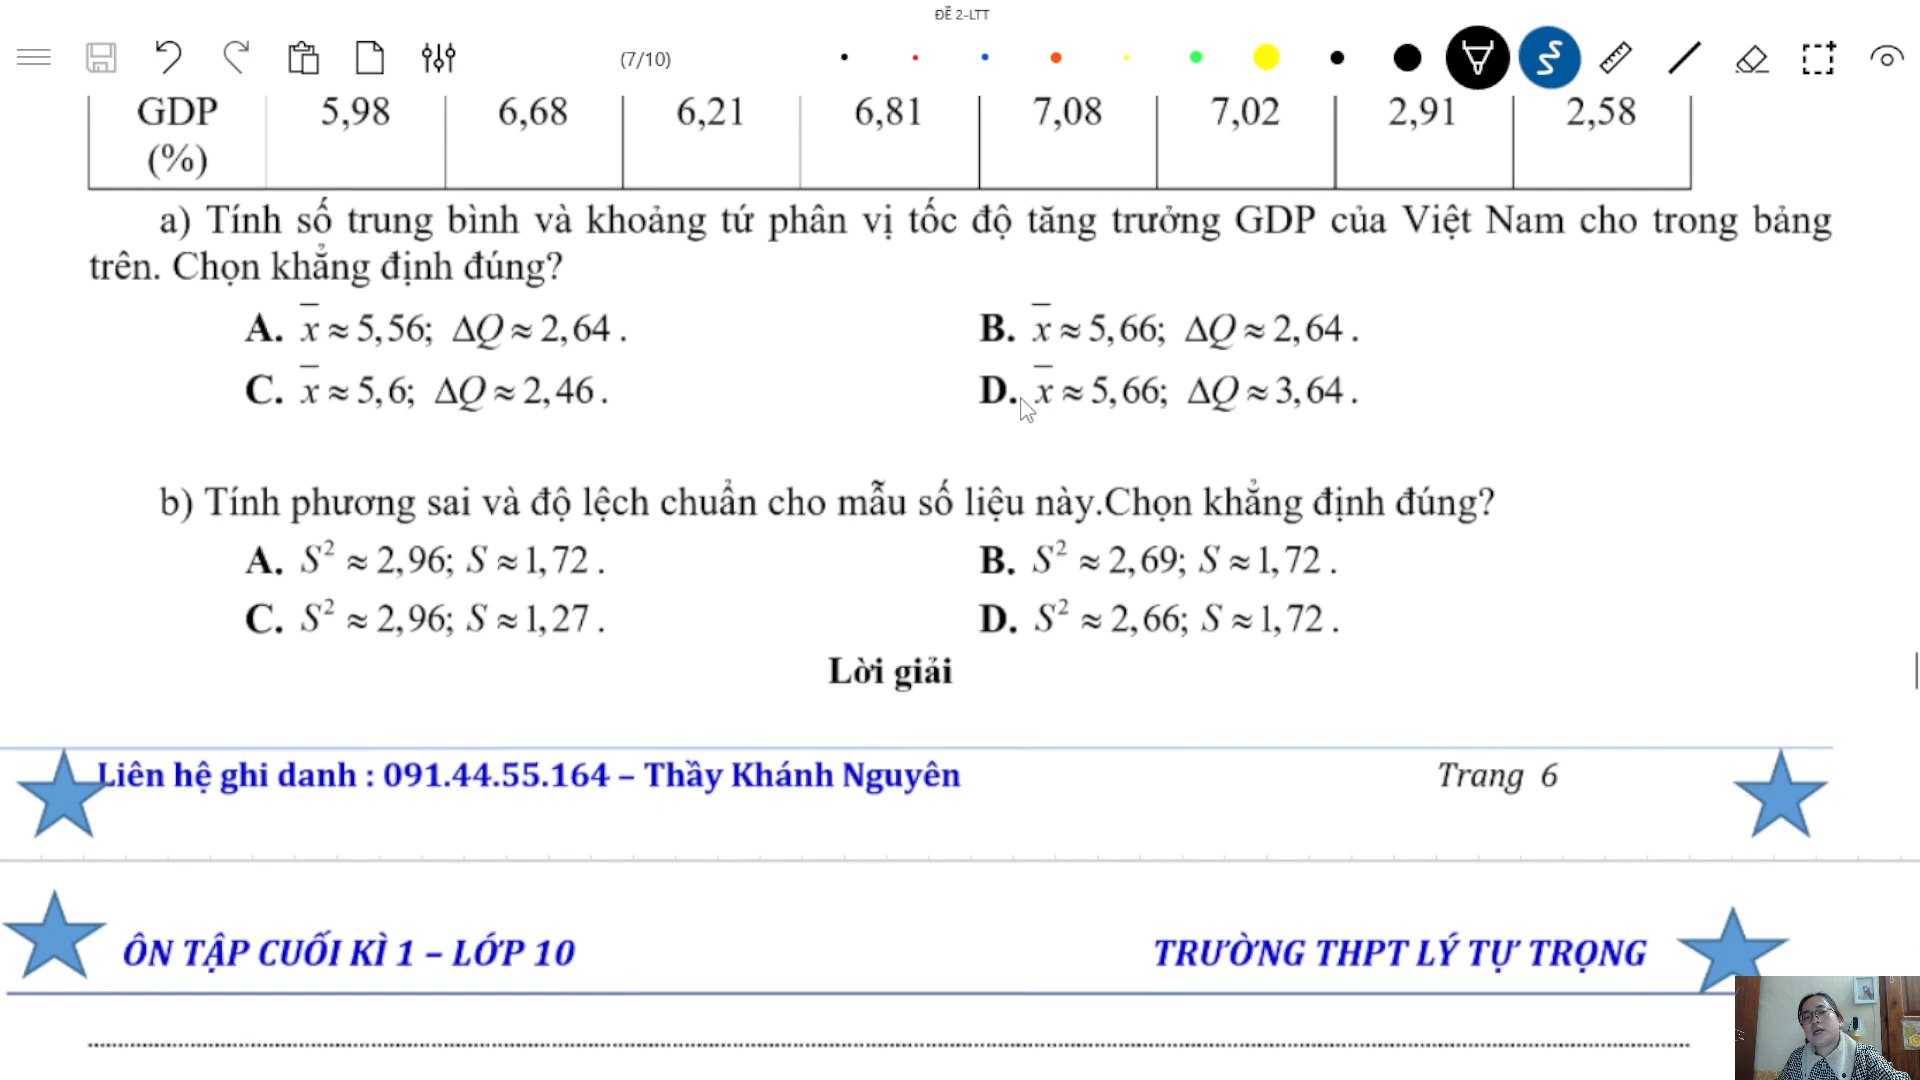 ĐỀ 2-LTT
(7/10)
GDP (%) 5,98 6,68 6,21 6,81 7,08 7,02 2,91 2,58
a) Tính số trung bình và khoảng tứ phân vị tốc độ tăng trưởng GDP của Việt Nam cho trong bảng
trên. Chọn khẳng định đúng?
A. x̄ ≈ 5,56; ΔQ ≈ 2,64.
B. x̄ ≈ 5,66; ΔQ ≈ 2,64.
C. x̄ ≈ 5,6; ΔQ ≈ 2,46.
D. x̄ ≈ 5,66; ΔQ ≈ 3,64.
b) Tính phương sai và độ lệch chuẩn cho mẫu số liệu này.Chọn khẳng định đúng?
A. S² ≈ 2,96; S ≈ 1,72.
B. S² ≈ 2,69; S ≈ 1,72.
C. S² ≈ 2,96; S ≈ 1,27.
D. S² ≈ 2,66; S ≈ 1,72.
Lời giải
Liên hệ ghi danh : 091.44.55.164 – Thầy Khánh Nguyên
Trang 6
ÔN TẬP CUỐI KÌ 1 – LỚP 10
TRƯỜNG THPT LÝ TỰ TRỌNG